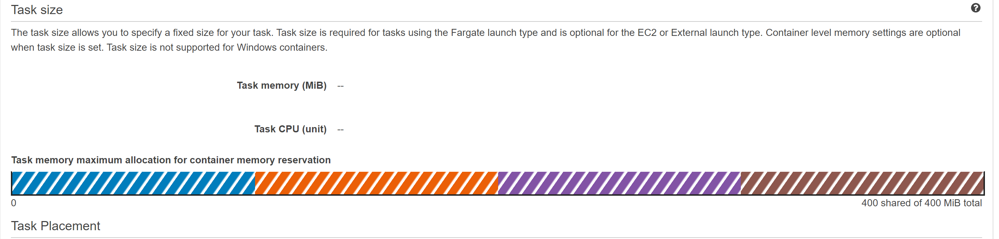 Task size
The task size allows you to specify a fixed size for your task. Task size is required for tasks using the Fargate launch type and is optional for the EC2 or External launch type. Container level memory settings are optional
when task size is set. Task size is not supported for Windows containers.
Task memory (MiB) --
Task CPU (unit) --
Task memory maximum allocation for container memory reservation
0 400 shared of 400 MiB total
Task Placement